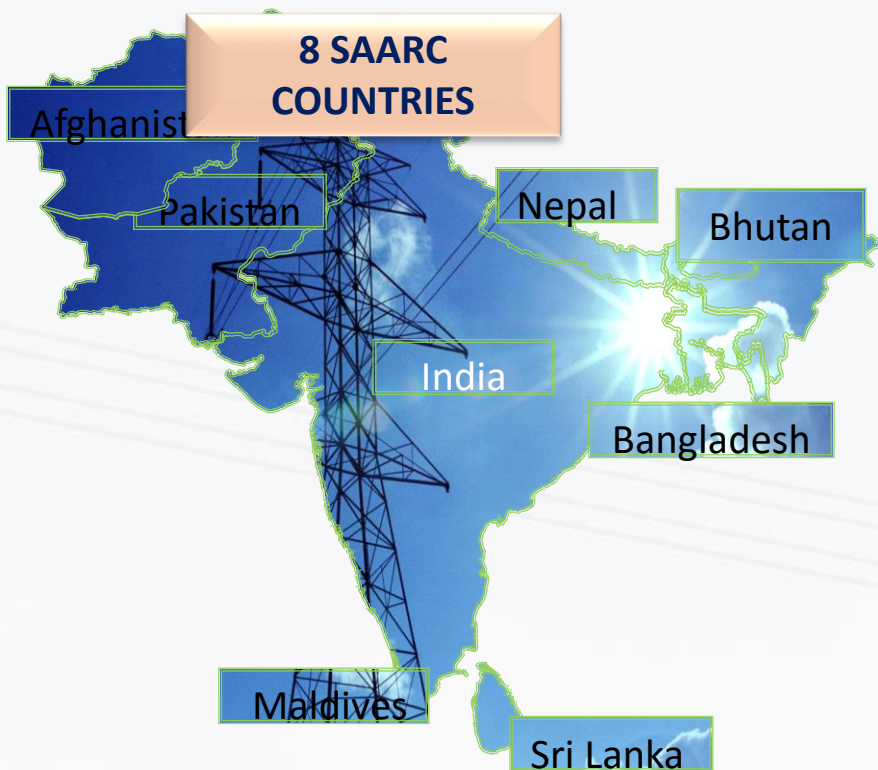 8 SAARC
COUNTRIES
Afghanistan
Pakistan
Nepal
Bhutan
India
Bangladesh
Maldives
Sri Lanka